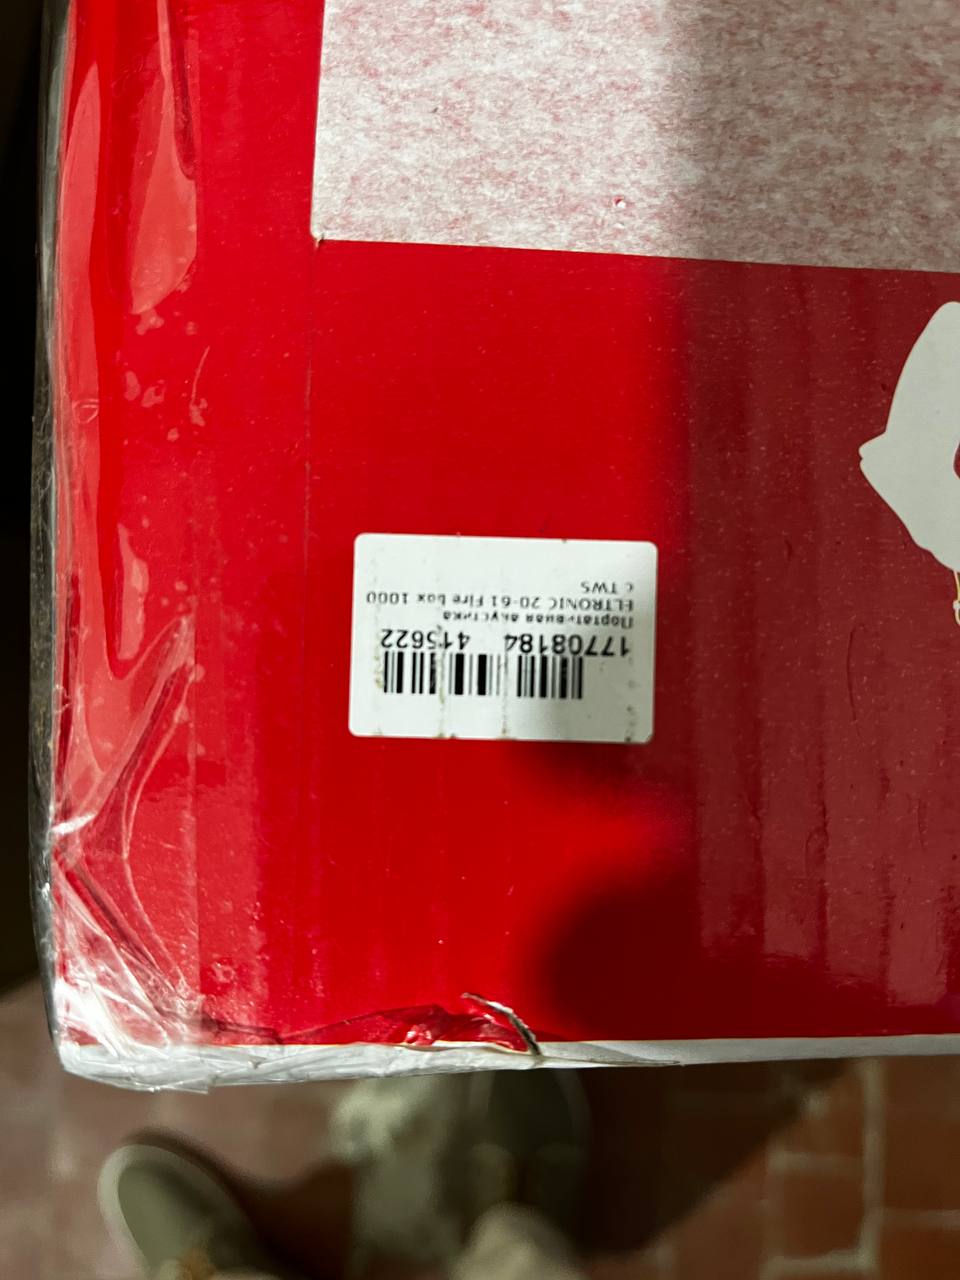 17708184 415622
Портативная акустика
ELTRONIC 20-61 Fire box 1000
с TWS